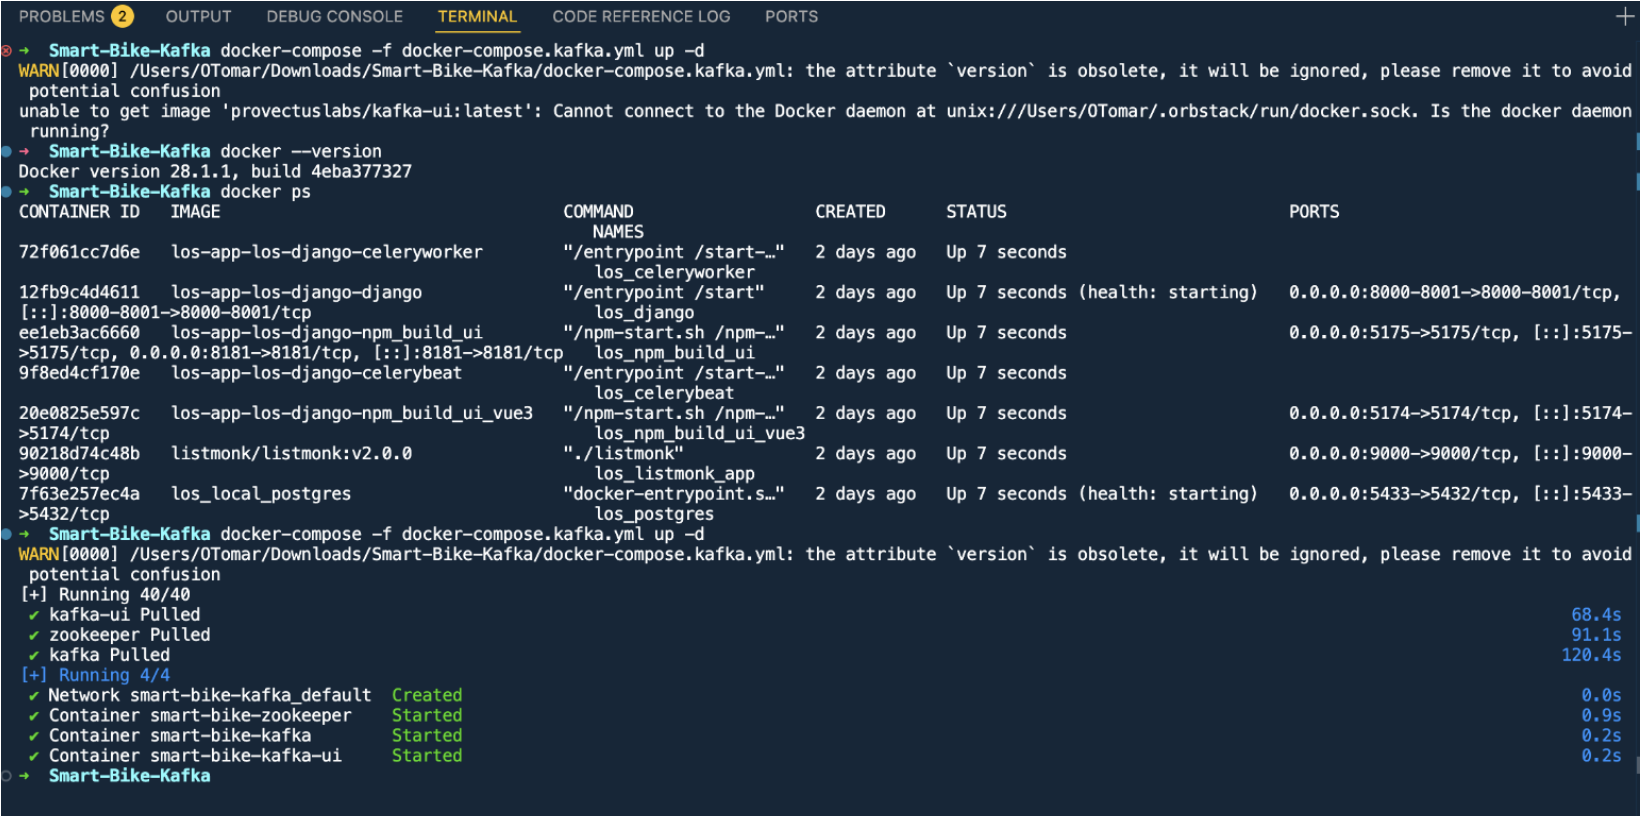 PROBLEMS 2 OUTPUT DEBUG CONSOLE TERMINAL CODE REFERENCE LOG PORTS
→ Smart-Bike-Kafka docker-compose -f docker-compose.kafka.yml up -d
WARN[0000] /Users/OTomar/Downloads/Smart-Bike-Kafka/docker-compose.kafka.yml: the attribute `version` is obsolete, it will be ignored, please remove it to avoid
potential confusion
unable to get image 'provectuslabs/kafka-ui:latest': Cannot connect to the Docker daemon at unix:///Users/OTomar/.orbstack/run/docker.sock. Is the docker daemon
running?
→ Smart-Bike-Kafka docker --version
Docker version 28.1.1, build 4eba377327
→ Smart-Bike-Kafka docker ps
CONTAINER ID IMAGE COMMAND CREATED STATUS PORTS
NAMES
72f061cc7d6e los-app-los-django-celeryworker "/entrypoint /start-…" 2 days ago Up 7 seconds
los_celeryworker
12fb9c4d4611 los-app-los-django-django "/entrypoint /start" 2 days ago Up 7 seconds (health: starting) 0.0.0.0:8000-8001->8000-8001/tcp,
[::]:8000-8001->8000-8001/tcp los_django
ee1eb3ac6660 los-app-los-django-npm_build_ui "/npm-start.sh /npm-…" 2 days ago Up 7 seconds 0.0.0.0:5175->5175/tcp, [::]:5175-
>5175/tcp, 0.0.0.0:8181->8181/tcp, [::]:8181->8181/tcp los_npm_build_ui
9f8ed4cf170e los-app-los-django-celerybeat "/entrypoint /start-…" 2 days ago Up 7 seconds
los_celerybeat
20e0825e597c los-app-los-django-npm_build_ui_vue3 "/npm-start.sh /npm-…" 2 days ago Up 7 seconds 0.0.0.0:5174->5174/tcp, [::]:5174-
>5174/tcp los_npm_build_ui_vue3
90218d74c48b listmonk/listmonk:v2.0.0 "./listmonk" 2 days ago Up 7 seconds 0.0.0.0:9000->9000/tcp, [::]:9000-
>9000/tcp los_listmonk_app
7f63e257ec4a los_local_postgres "docker-entrypoint.s…" 2 days ago Up 7 seconds (health: starting) 0.0.0.0:5433->5432/tcp, [::]:5433-
>5432/tcp los_postgres
→ Smart-Bike-Kafka docker-compose -f docker-compose.kafka.yml up -d
WARN[0000] /Users/OTomar/Downloads/Smart-Bike-Kafka/docker-compose.kafka.yml: the attribute `version` is obsolete, it will be ignored, please remove it to avoid
potential confusion
[+] Running 40/40
✔ kafka-ui Pulled 68.4s
✔ zookeeper Pulled 91.1s
✔ kafka Pulled 120.4s
[+] Running 4/4
✔ Network smart-bike-kafka_default Created 0.0s
✔ Container smart-bike-zookeeper Started 0.9s
✔ Container smart-bike-kafka Started 0.2s
✔ Container smart-bike-kafka-ui Started 0.2s
→ Smart-Bike-Kafka